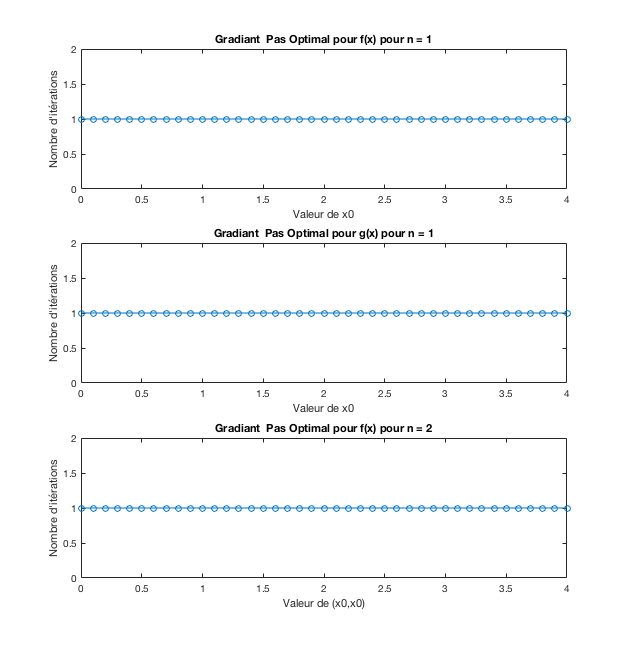 Gradiant  Pas Optimal pour f(x) pour n = 1
2
1.5
1
0.5
0
Nombre d'itérations
0 0.5 1 1.5 2 2.5 3 3.5 4
Valeur de x0
Gradiant  Pas Optimal pour g(x) pour n = 1
2
1.5
1
0.5
0
Nombre d'itérations
0 0.5 1 1.5 2 2.5 3 3.5 4
Valeur de x0
Gradiant  Pas Optimal pour f(x) pour n = 2
2
1.5
1
0.5
0
Nombre d'itérations
0 0.5 1 1.5 2 2.5 3 3.5 4
Valeur de (x0,x0)